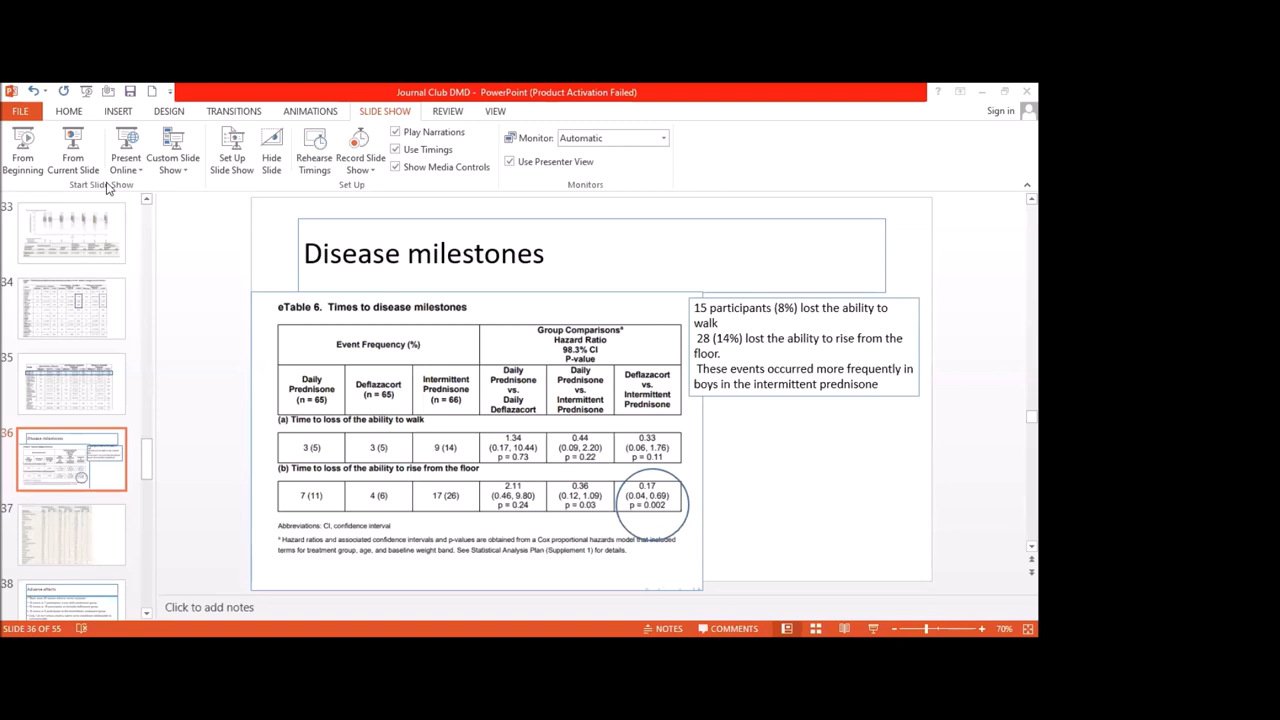 Journal Club DMD - PowerPoint (Product Activation Failed)
?
FILE HOME INSERT DESIGN TRANSITIONS ANIMATIONS SLIDE SHOW REVIEW VIEW
Sign in
From Beginning
From Current Slide
Present Online
Custom Slide Show
Set Up Slide Show
Hide Slide
Rehearse Timings
Record Slide Show
Play Narrations
Use Timings
Show Media Controls
Monitor: Automatic
Use Presenter View
Start Slide Show
Set Up
Monitors
33
34
35
36
Disease milestones
37
38
Adverse effects
Disease milestones
eTable 6. Times to disease milestones
Event Frequency (%)
Group Comparisonsᵃ
Hazard Ratio
98.3% CI
P-value
Daily Prednisone (n = 65)
Deflazacort (n = 65)
Intermittent Prednisone (n = 66)
Daily Prednisone vs. Daily Deflazacort
Daily Prednisone vs. Intermittent Prednisone
Deflazacort vs. Intermittent Prednisone
(a) Time to loss of the ability to walk
3 (5) 3 (5) 9 (14)
1.34 (0.17, 10.44) p = 0.73
0.44 (0.09, 2.20) p = 0.22
0.33 (0.06, 1.76) p = 0.11
(b) Time to loss of the ability to rise from the floor
7 (11) 4 (6) 17 (26)
2.11 (0.46, 9.80) p = 0.24
0.36 (0.12, 1.09) p = 0.03
0.17 (0.04, 0.69) p = 0.002
Abbreviations: CI, confidence interval
ᵃ Hazard ratios and associated confidence intervals and p-values are obtained from a Cox proportional hazards model that included
terms for treatment group, age, and baseline weight band. See Statistical Analysis Plan (Supplement 1) for details.
15 participants (8%) lost the ability to
walk
28 (14%) lost the ability to rise from the
floor.
These events occurred more frequently in
boys in the intermittent prednisone
Click to add notes
SLIDE 36 OF 55
NOTES
COMMENTS
70%